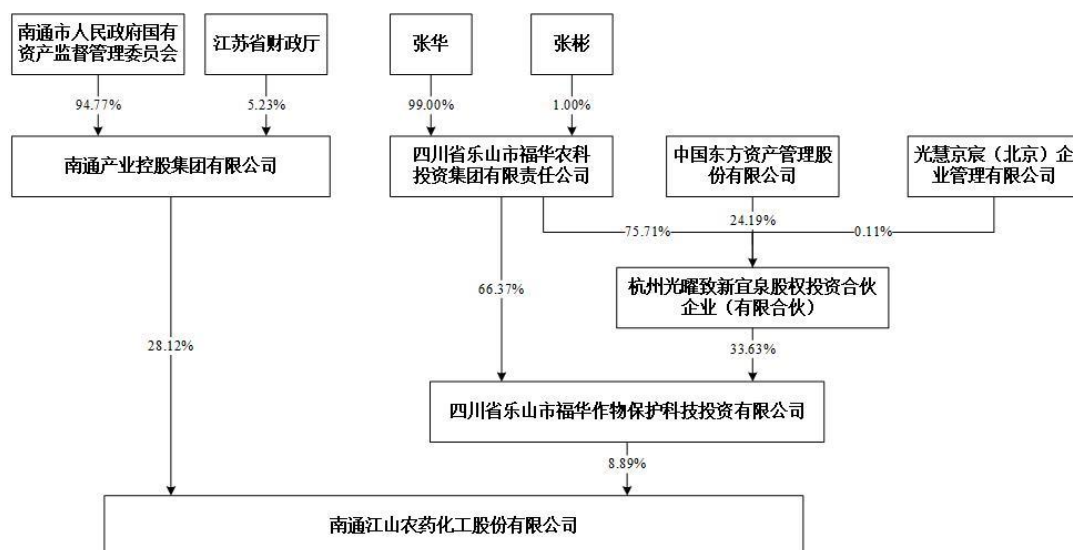 南通市人民政府国有
资产监督管理委员会
江苏省财政厅
张华
张彬
94.77%
5.23%
99.00%
1.00%
南通产业控股集团有限公司
四川省乐山市福华农科
投资集团有限责任公司
中国东方资产管理股
份有限公司
光慧京宸（北京）企
业管理有限公司
24.19%
75.71%
0.11%
66.37%
杭州光曜致新宜泉股权投资合伙
企业（有限合伙）
28.12%
33.63%
四川省乐山市福华作物保护科技投资有限公司
8.89%
南通江山农药化工股份有限公司